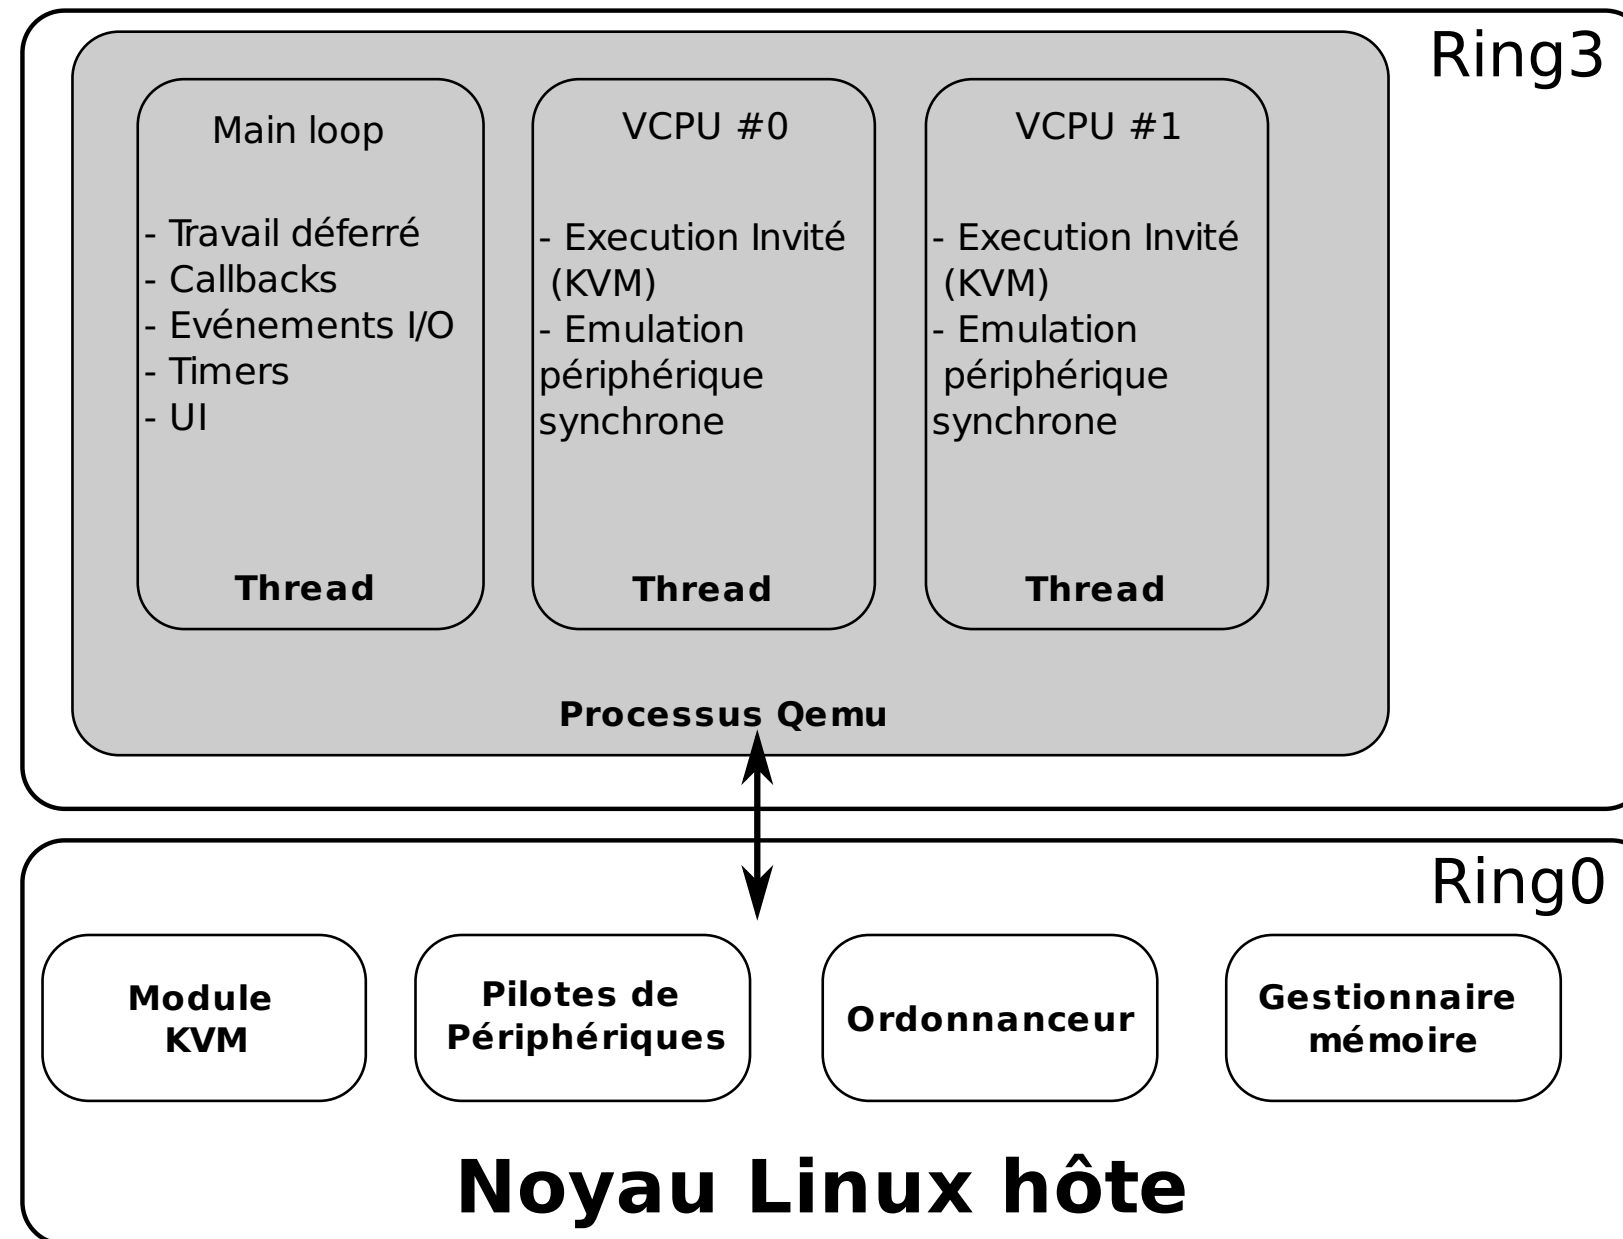 Ring3
Main loop
- Travail déferré
- Callbacks
- Evénements I/O
- Timers
- UI
Thread
VCPU #0
- Execution Invité
(KVM)
- Emulation
périphérique
synchrone
Thread
VCPU #1
- Execution Invité
(KVM)
- Emulation
périphérique
synchrone
Thread
Processus Qemu
Ring0
Module
KVM
Pilotes de
Périphériques
Ordonnanceur
Gestionnaire
mémoire
Noyau Linux hôte